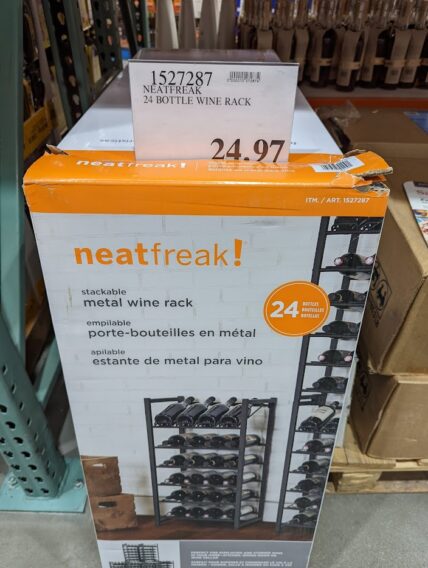 1527287
NEATFREAK
24 BOTTLE WINE RACK
24.97
neatfreak!
ITM. / ART. 1527287
neatfreak!
stackable
metal wine rack
empilable
porte-bouteilles en métal
apilable
estante de metal para vino
24
BOTTLES
BOUTEILLES
BOTELLAS